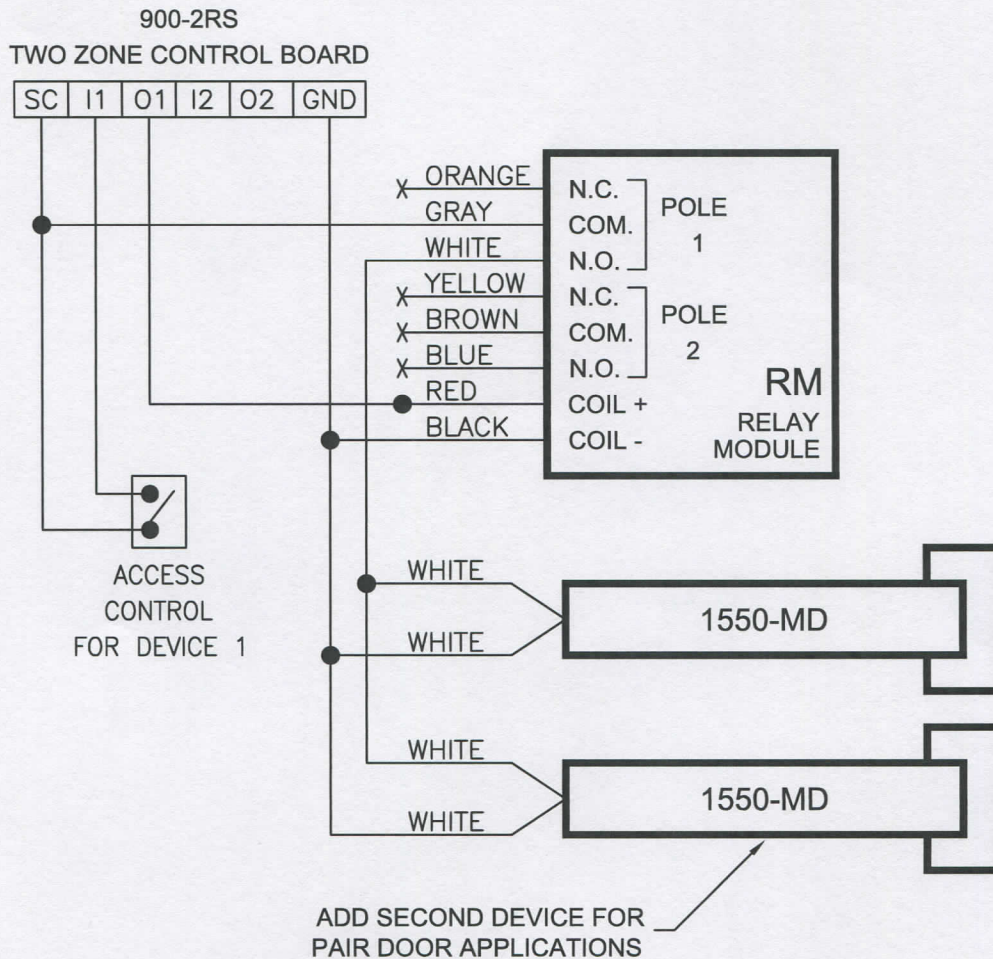 900-2RS
TWO ZONE CONTROL BOARD
SC I1 O1 I2 O2 GND
ORANGE N.C.
GRAY COM. POLE 1
WHITE N.O.
YELLOW N.C.
BROWN COM. POLE 2
BLUE N.O.
RED COIL +
BLACK COIL -
RM
RELAY
MODULE
ACCESS
CONTROL
FOR DEVICE 1
WHITE
WHITE
1550-MD
WHITE
WHITE
1550-MD
ADD SECOND DEVICE FOR
PAIR DOOR APPLICATIONS